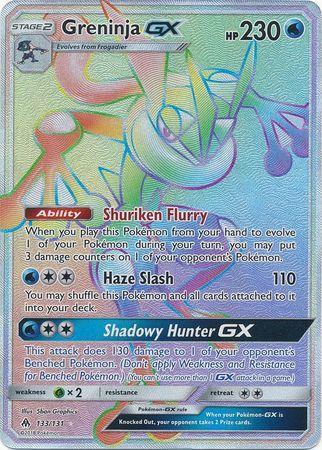 STAGE 2 Greninja GX HP 230
Evolves from Frogadier
Ability Shuriken Flurry
When you play this Pokémon from your hand to evolve
1 of your Pokémon during your turn, you may put
3 damage counters on 1 of your opponent's Pokémon.
Haze Slash 110
You may shuffle this Pokémon and all cards attached to it
into your deck.
Shadowy Hunter GX
This attack does 130 damage to 1 of your opponent's
Benched Pokémon. (Don't apply Weakness and Resistance
for Benched Pokémon.) (You can't use more than 1 GX attack in a game.)
weakness ×2 resistance retreat
Illus. 5ban Graphics Pokémon-GX rule When your Pokémon-GX is
133/131 Knocked Out, your opponent takes 2 Prize cards.
©2018 Pokémon